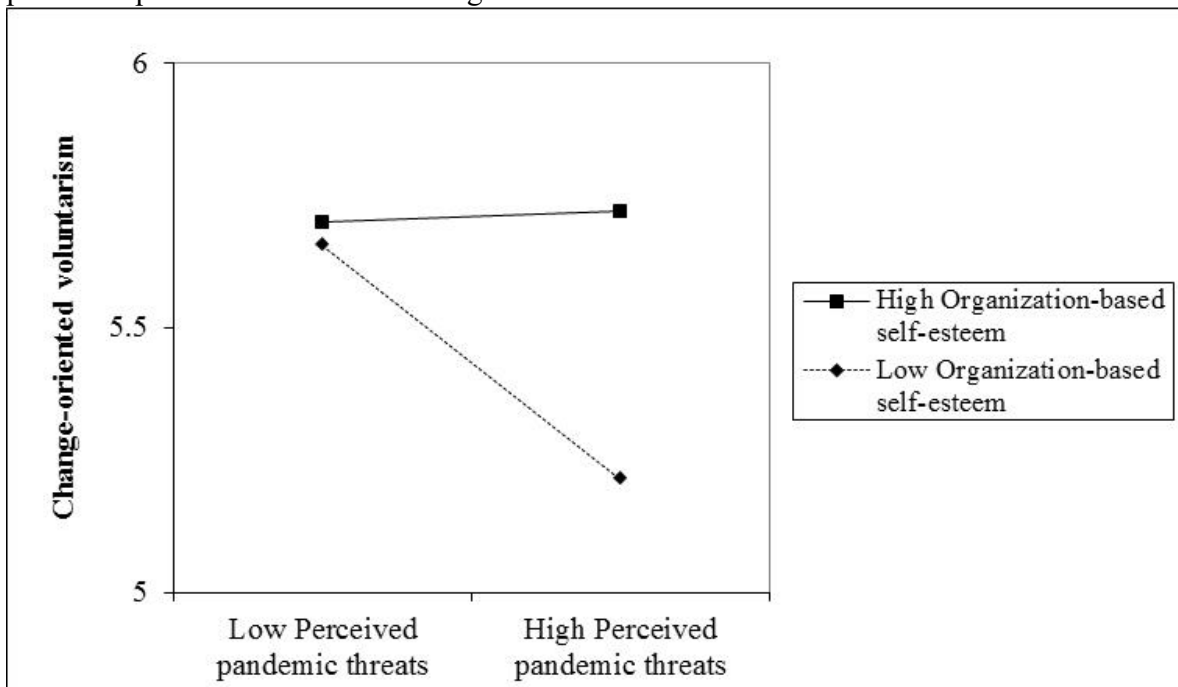 6
5.5
5
Change-oriented voluntarism
Low Perceived
pandemic threats
High Perceived
pandemic threats
High Organization-based
self-esteem
Low Organization-based
self-esteem